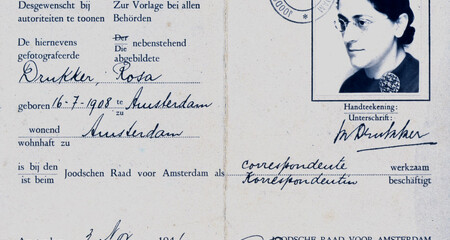 Desgewenscht bij
autoriteiten te toonen
Zur Vorlage bei allen
Behörden
De hiernevens
gefotografeerde
Der
Die
nebenstehend
abgebildete
Drukker, Rosa
geboren 16-7-1908 te
zu Amsterdam
wonend
wohnhaft zu
Amsterdam
is bij den
ist beim
Joodschen Raad voor Amsterdam als
correspondente
Korrespondentin
werkzaam
beschäftigt
Handteekening:
Unterschrift:
Drukker
JOODSCHE RAAD VOOR AMSTERDAM